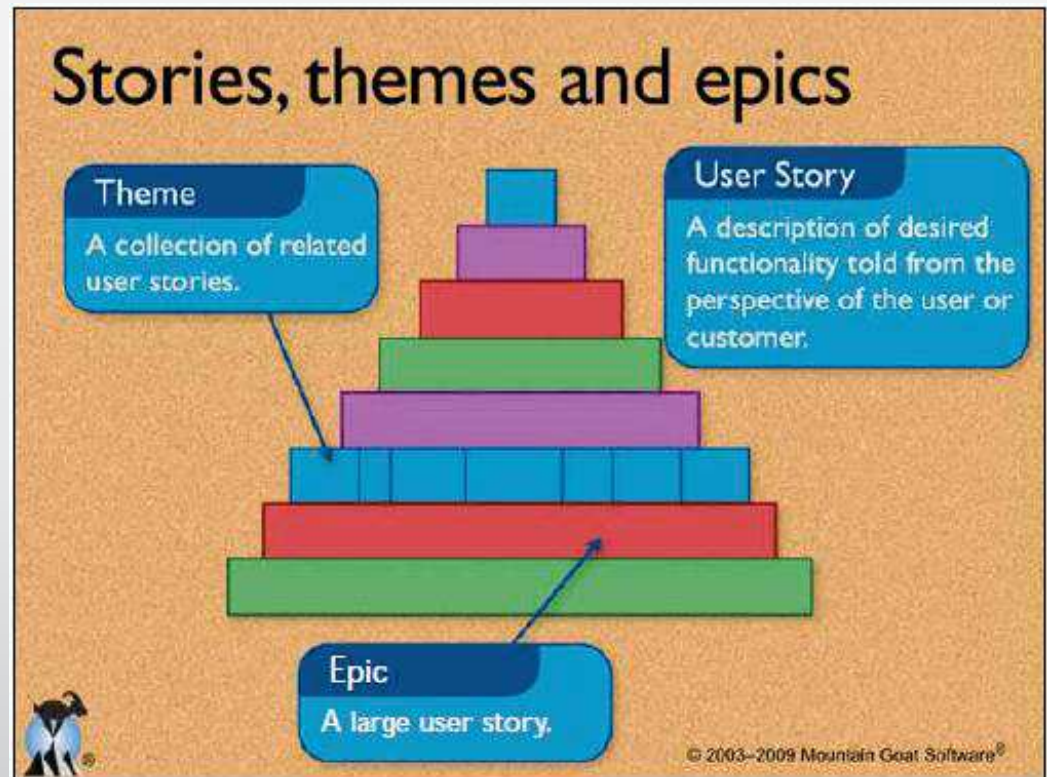 Stories, themes and epics
Theme
A collection of related
user stories.
User Story
A description of desired
functionality told from the
perspective of the user or
customer.
Epic
A large user story.
® © 2003–2009 Mountain Goat Software®